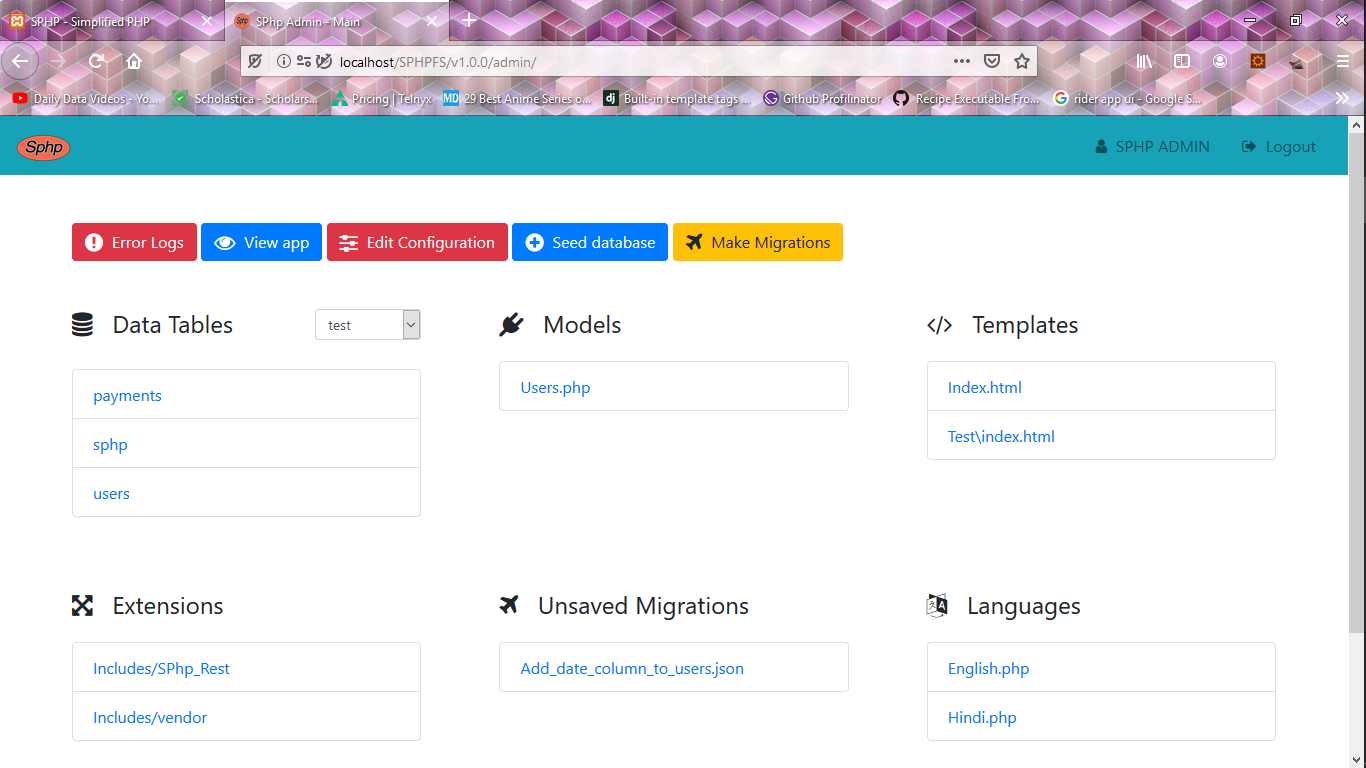 SPHP - Simplified PHP
SPhp Admin - Main
localhost/SPHPFS/v1.0.0/admin/
Daily Data Videos - Yo...
Scholastica - Scholars...
Pricing | Telnyx
MD 29 Best Anime Series o...
dj Built-in template tags ...
Github Profilinator
Recipe Executable Fro...
rider app ui - Google S...
Sphp
SPHP ADMIN
Logout
Error Logs
View app
Edit Configuration
Seed database
Make Migrations
Data Tables
test
payments
sphp
users
Models
Users.php
Templates
Index.html
Test\index.html
Extensions
Includes/SPhp_Rest
Includes/vendor
Unsaved Migrations
Add_date_column_to_users.json
Languages
English.php
Hindi.php